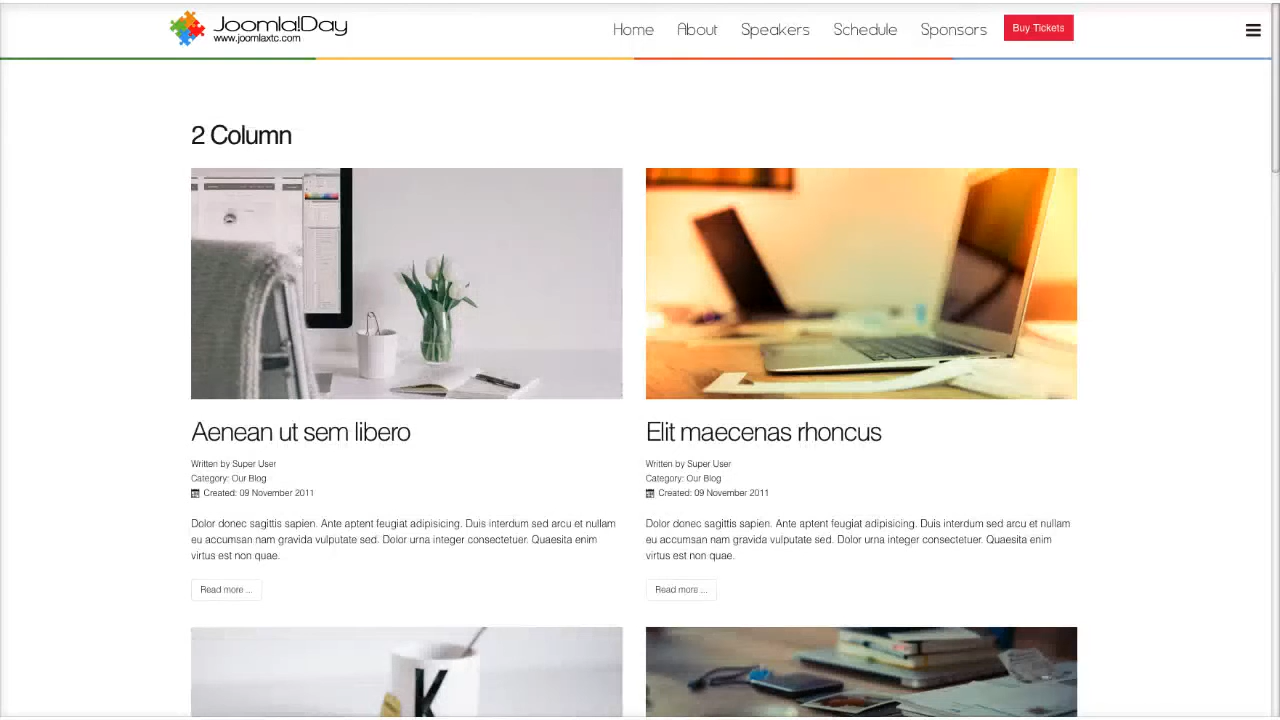 Joomla!Day
www.joomlaxtc.com
Home About Speakers Schedule Sponsors Buy Tickets
2 Column
Aenean ut sem libero
Written by Super User
Category: Our Blog
Created: 09 November 2011
Dolor donec sagittis sapien. Ante aptent feugiat adipisicing. Duis interdum sed arcu et nullam
eu accumsan nam gravida vulputate sed. Dolor urna integer consectetuer. Quaesita enim
virtus est non quae.
Read more ...
Elit maecenas rhoncus
Written by Super User
Category: Our Blog
Created: 09 November 2011
Dolor donec sagittis sapien. Ante aptent feugiat adipisicing. Duis interdum sed arcu et nullam
eu accumsan nam gravida vulputate sed. Dolor urna integer consectetuer. Quaesita enim
virtus est non quae.
Read more ...
K